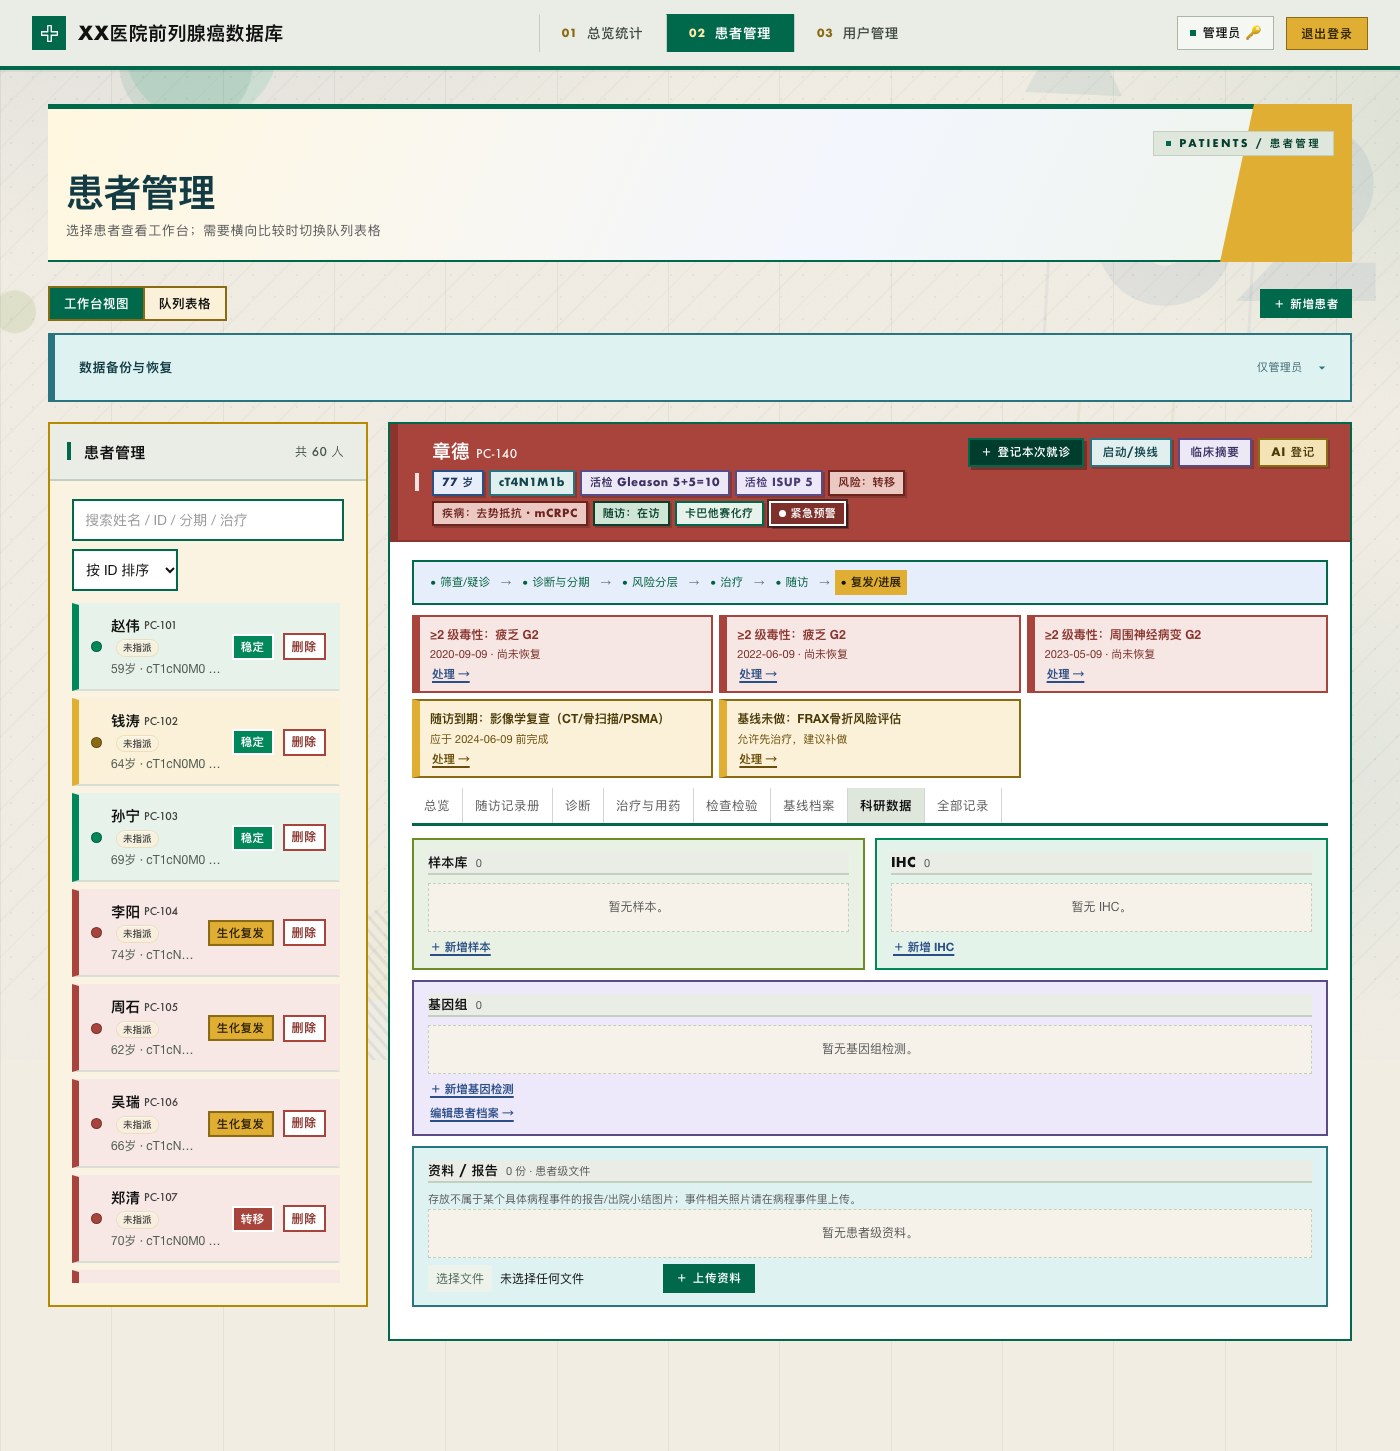 XX医院前列腺癌数据库
01 总览统计
02 患者管理
03 用户管理
管理员 🔑
退出登录
PATIENTS / 患者管理
患者管理
选择患者查看工作台；需要横向比较时切换队列表格
工作台视图
队列表格
＋ 新增患者
数据备份与恢复
仅管理员
患者管理
共 60 人
搜索姓名 / ID / 分期 / 治疗
按 ID 排序
赵伟 PC-101
未指派
59岁 · cT1cN0M0 ...
稳定
删除
钱涛 PC-102
未指派
64岁 · cT1cN0M0 ...
稳定
删除
孙宁 PC-103
未指派
69岁 · cT1cN0M0 ...
稳定
删除
李阳 PC-104
未指派
74岁 · cT1cN...
生化复发
删除
周石 PC-105
未指派
62岁 · cT1cN...
生化复发
删除
吴瑞 PC-106
未指派
66岁 · cT1cN...
生化复发
删除
郑清 PC-107
未指派
70岁 · cT1cN0M0 ...
转移
删除
章德 PC-140
＋ 登记本次就诊
启动/换线
临床摘要
AI 登记
77 岁
cT4N1M1b
活检 Gleason 5+5=10
活检 ISUP 5
风险：转移
疾病：去势抵抗 · mCRPC
随访：在访
卡巴他赛化疗
紧急预警
• 筛查/疑诊 → • 诊断与分期 → • 风险分层 → • 治疗 → • 随访 → • 复发/进展
≥2 级毒性：疲乏 G2
2020-09-09 · 尚未恢复
处理 →
≥2 级毒性：疲乏 G2
2022-06-09 · 尚未恢复
处理 →
≥2 级毒性：周围神经病变 G2
2023-05-09 · 尚未恢复
处理 →
随访到期：影像学复查（CT/骨扫描/PSMA）
应于 2024-06-09 前完成
处理 →
基线未做：FRAX骨折风险评估
允许先治疗，建议补做
处理 →
总览
随访记录册
诊断
治疗与用药
检查检验
基线档案
科研数据
全部记录
样本库 0
暂无样本。
＋ 新增样本
IHC 0
暂无 IHC。
＋ 新增 IHC
基因组 0
暂无基因组检测。
＋ 新增基因检测
编辑患者档案 →
资料 / 报告 0 份 · 患者级文件
存放不属于某个具体病程事件的报告/出院小结图片；事件相关照片请在病程事件里上传。
暂无患者级资料。
选择文件 未选择任何文件
＋ 上传资料